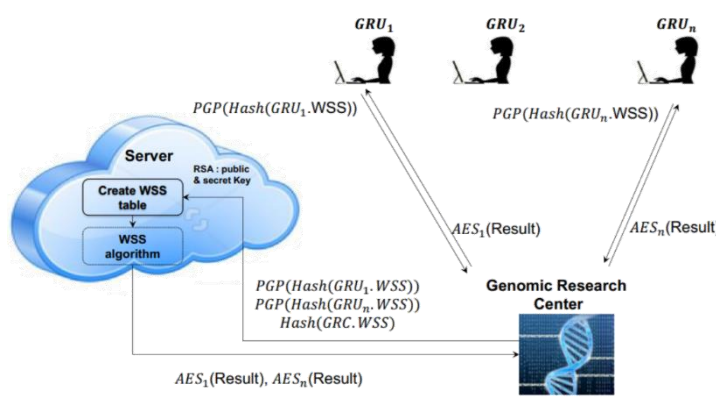 GRU₁
GRU₂
GRUₙ
PGP(Hash(GRU₁.WSS))
PGP(Hash(GRUₙ.WSS))
Server
RSA : public
& secret Key
Create WSS
table
WSS
algorithm
AES₁(Result)
AESₙ(Result
PGP(Hash(GRU₁.WSS))
PGP(Hash(GRUₙ.WSS))
Hash(GRC.WSS)
Genomic Research
Center
AES₁(Result), AESₙ(Result)